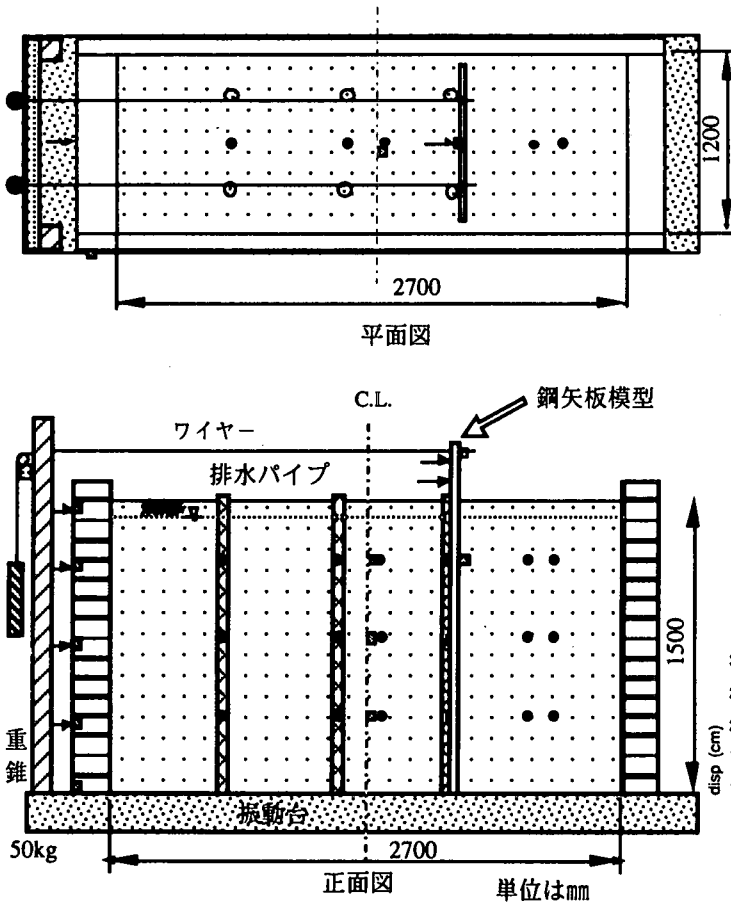 1200
2700
平面図
C.L.
鋼矢板模型
ワイヤー
排水パイプ
1500
disp (cm)
重錘
振動台
50kg
2700
正面図
単位はmm